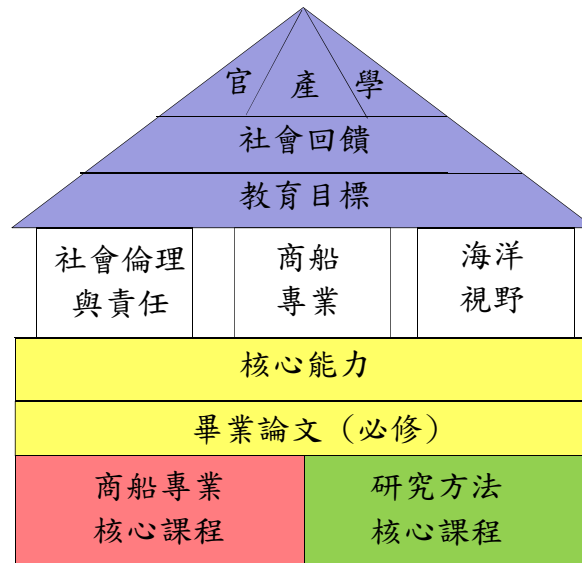 官 產 學
社會回饋
教育目標
社會倫理
與責任
商船
專業
海洋
視野
核心能力
畢業論文（必修）
商船專業
核心課程
研究方法
核心課程